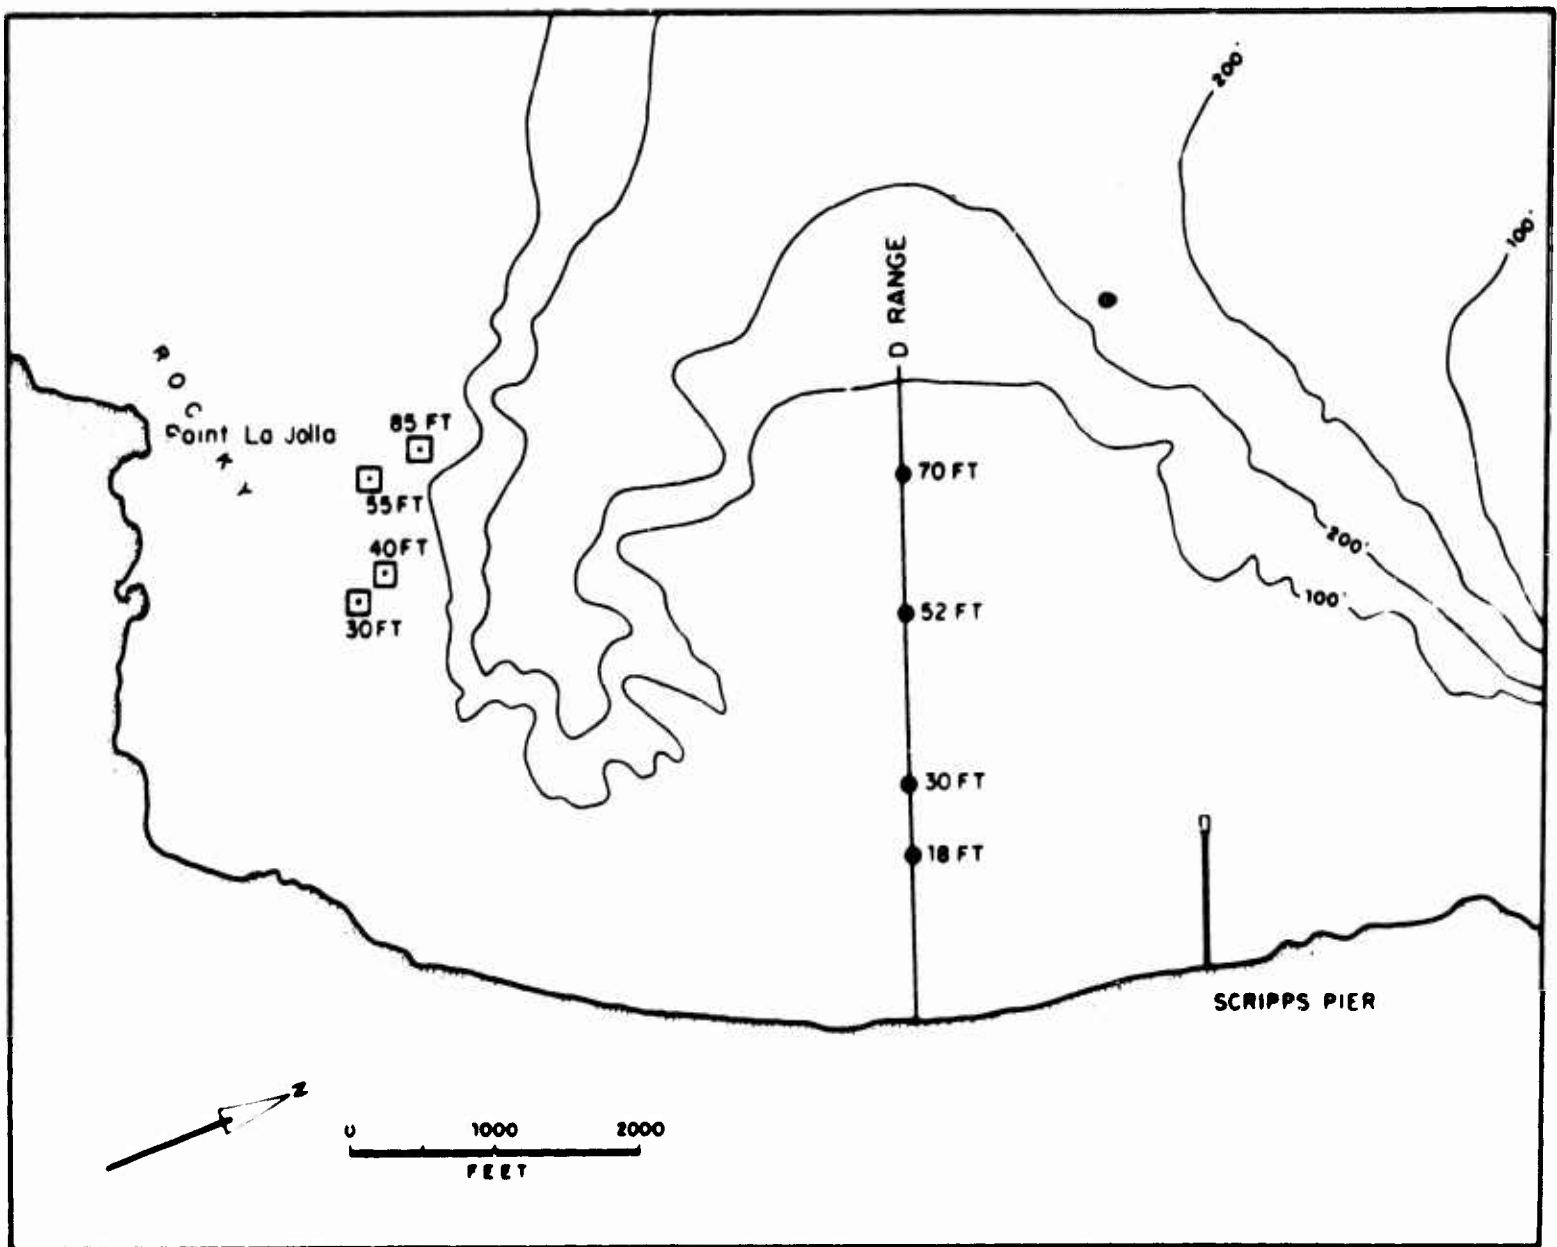 200'
100'
D RANGE
ROCKY
Point La Jolla
85 FT
55 FT
40 FT
30 FT
70 FT
52 FT
200'
100'
30 FT
18 FT
SCRIPPS PIER
N
0 1000 2000
FEET